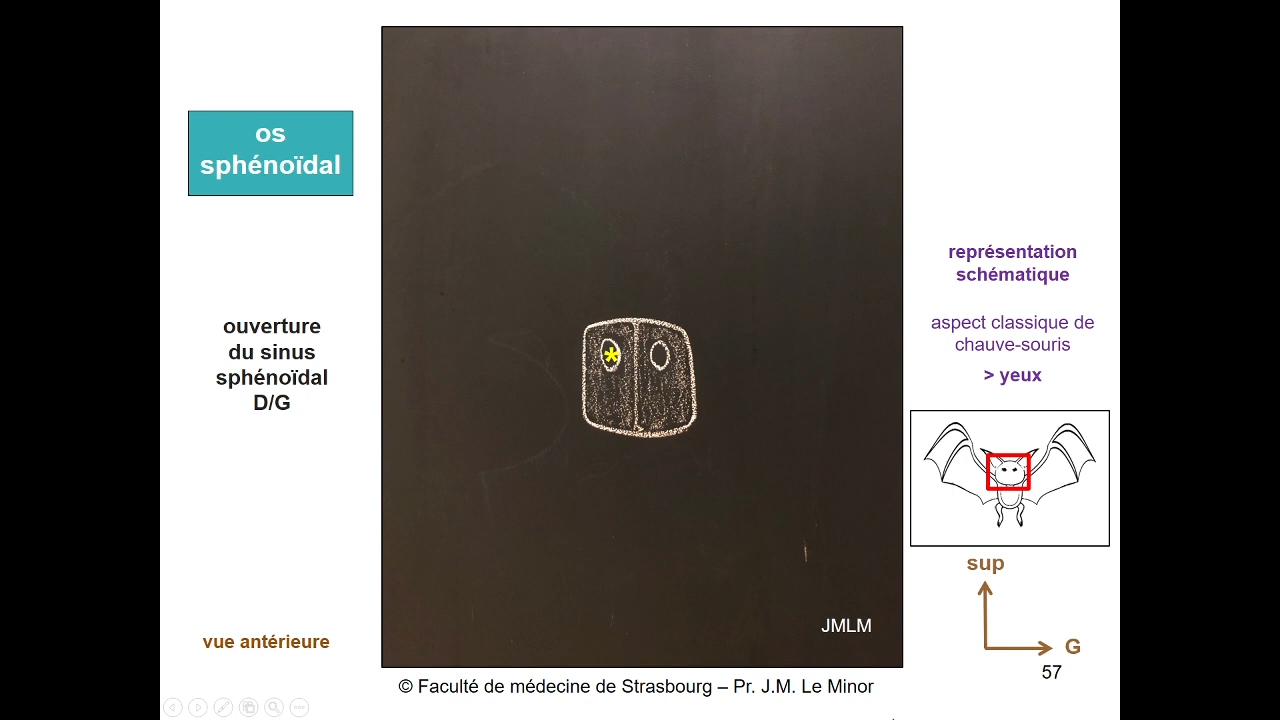 os
sphénoïdal
ouverture
du sinus
sphénoïdal
D/G
vue antérieure
*
JMLM
© Faculté de médecine de Strasbourg – Pr. J.M. Le Minor
représentation
schématique
aspect classique de
chauve-souris
> yeux
sup
G
57